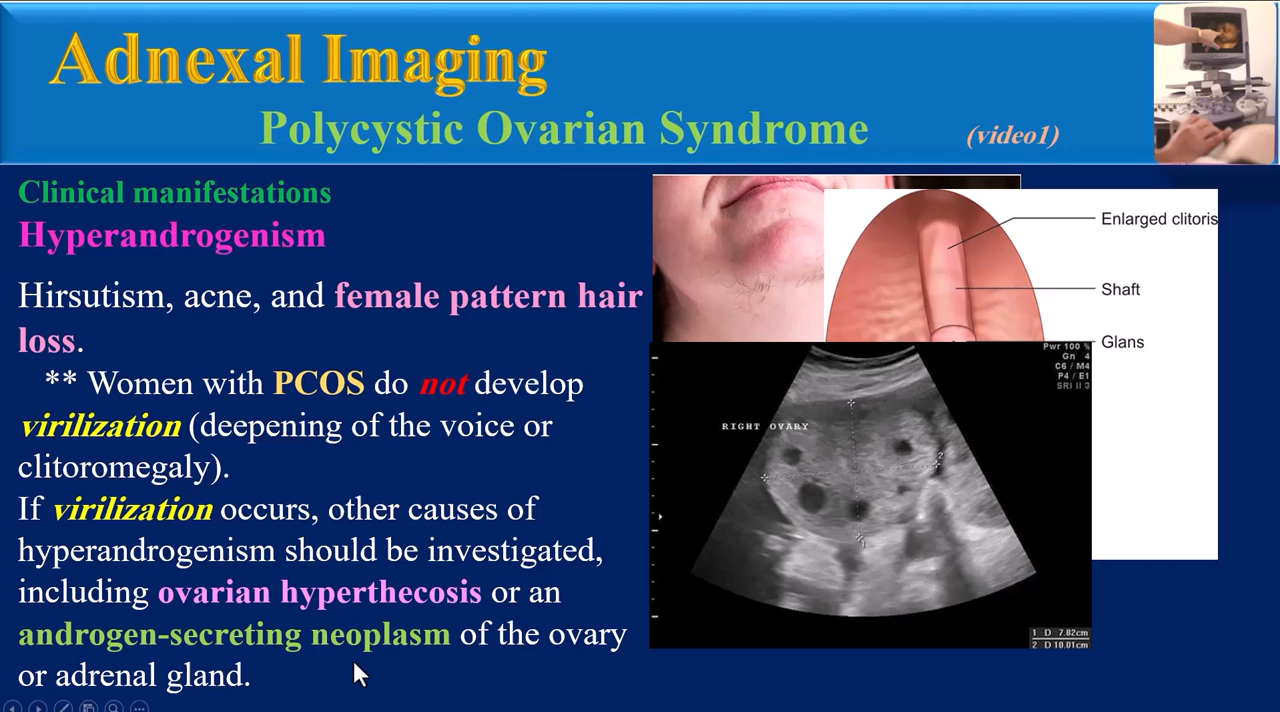 Adnexal Imaging
Polycystic Ovarian Syndrome
(video1)
Clinical manifestations
Hyperandrogenism
Hirsutism, acne, and female pattern hair
loss.
** Women with PCOS do not develop
virilization (deepening of the voice or
clitoromegaly).
If virilization occurs, other causes of
hyperandrogenism should be investigated,
including ovarian hyperthecosis or an
androgen-secreting neoplasm of the ovary
or adrenal gland.
Enlarged clitoris
Shaft
Glans
Pwr 100 %
Gn 4
C6 / M4
P4 / E1
SRI II 3
RIGHT OVARY
2
1
1 D 7.82cm
2 D 10.01cm